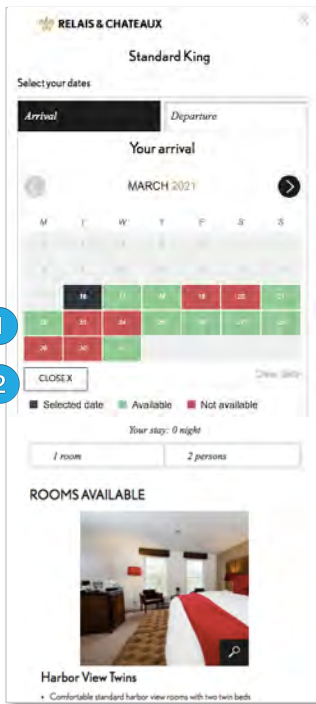 RELAIS & CHATEAUX
Standard King
Select your dates
Arrival Departure
Your arrival
MARCH 2021
M T W T F S S
16 17 18 19 20 21
23 24 25 26 27 28
29 30 31
CLOSE X Clear dates
Selected date Available Not available
Your stay: 0 night
1 room 2 persons
ROOMS AVAILABLE
Harbor View Twins
• Comfortable standard harbor view rooms with two twin beds